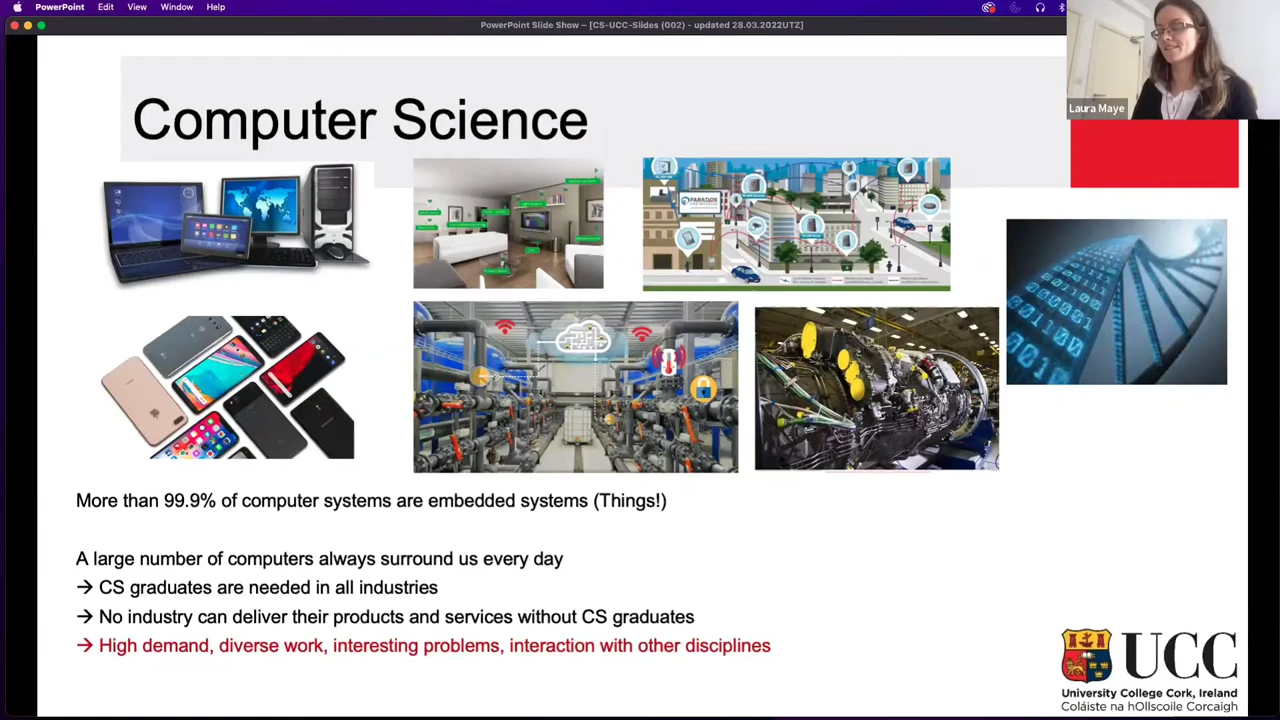 PowerPoint Edit View Window Help
PowerPoint Slide Show – [CS-UCC-Slides (002) - updated 28.03.2022UTZ]
Laura Maye
Computer Science
PARADOX
ENGINEERING
More than 99.9% of computer systems are embedded systems (Things!)
A large number of computers always surround us every day
→ CS graduates are needed in all industries
→ No industry can deliver their products and services without CS graduates
→ High demand, diverse work, interesting problems, interaction with other disciplines
UCC
University College Cork, Ireland
Coláiste na hOllscoile Corcaigh